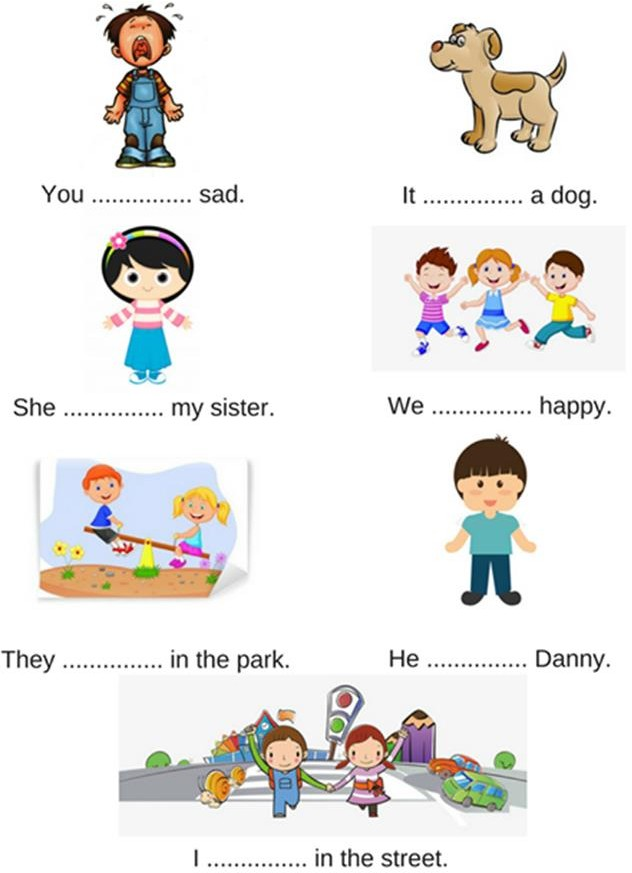 You ............... sad.
It ............... a dog.
She ............... my sister.
We ............... happy.
They ............... in the park.
He ............... Danny.
I ............... in the street.